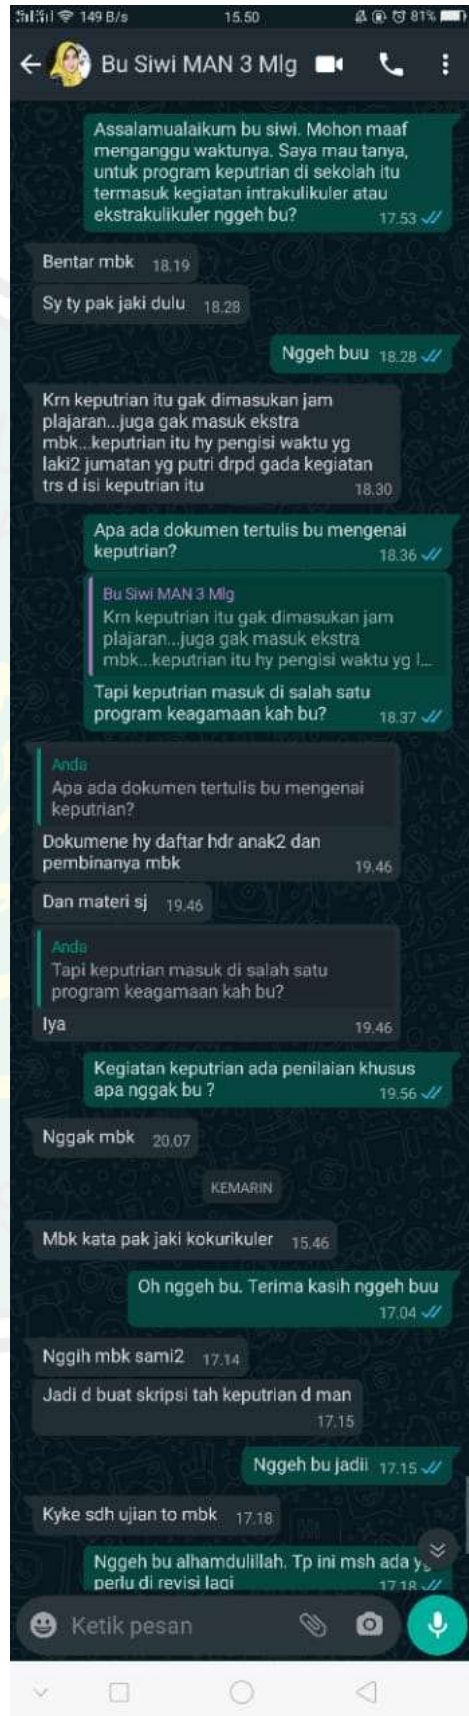 149 B/s 15.50 81%
Bu Siwi MAN 3 Mlg
Assalamualaikum bu siwi. Mohon maaf
menganggu waktunya. Saya mau tanya,
untuk program keputrian di sekolah itu
termasuk kegiatan intrakulikuler atau
ekstrakulikuler nggeh bu? 17.53
Bentar mbk 18.19
Sy ty pak jaki dulu 18.28
Nggeh buu 18.28
Krn keputrian itu gak dimasukan jam
plajaran...juga gak masuk ekstra
mbk...keputrian itu hy pengisi waktu yg
laki2 jumatan yg putri drpd gada kegiatan
trs d isi keputrian itu 18.30
Apa ada dokumen tertulis bu mengenai
keputrian? 18.36
Bu Siwi MAN 3 Mlg
Krn keputrian itu gak dimasukan jam
plajaran...juga gak masuk ekstra
mbk...keputrian itu hy pengisi waktu yg l...
Tapi keputrian masuk di salah satu
program keagamaan kah bu? 18.37
Anda
Apa ada dokumen tertulis bu mengenai
keputrian?
Dokumene hy daftar hdr anak2 dan
pembinanya mbk 19.46
Dan materi sj 19.46
Anda
Tapi keputrian masuk di salah satu
program keagamaan kah bu?
Iya 19.46
Kegiatan keputrian ada penilaian khusus
apa nggak bu ? 19.56
Nggak mbk 20.07
KEMARIN
Mbk kata pak jaki kokurikuler 15.46
Oh nggeh bu. Terima kasih nggeh buu
17.04
Nggih mbk sami2 17.14
Jadi d buat skripsi tah keputrian d man
17.15
Nggeh bu jadii 17.15
Kyke sdh ujian to mbk 17.18
Nggeh bu alhamdulillah. Tp ini msh ada y
perlu di revisi lagi 17.18
Ketik pesan